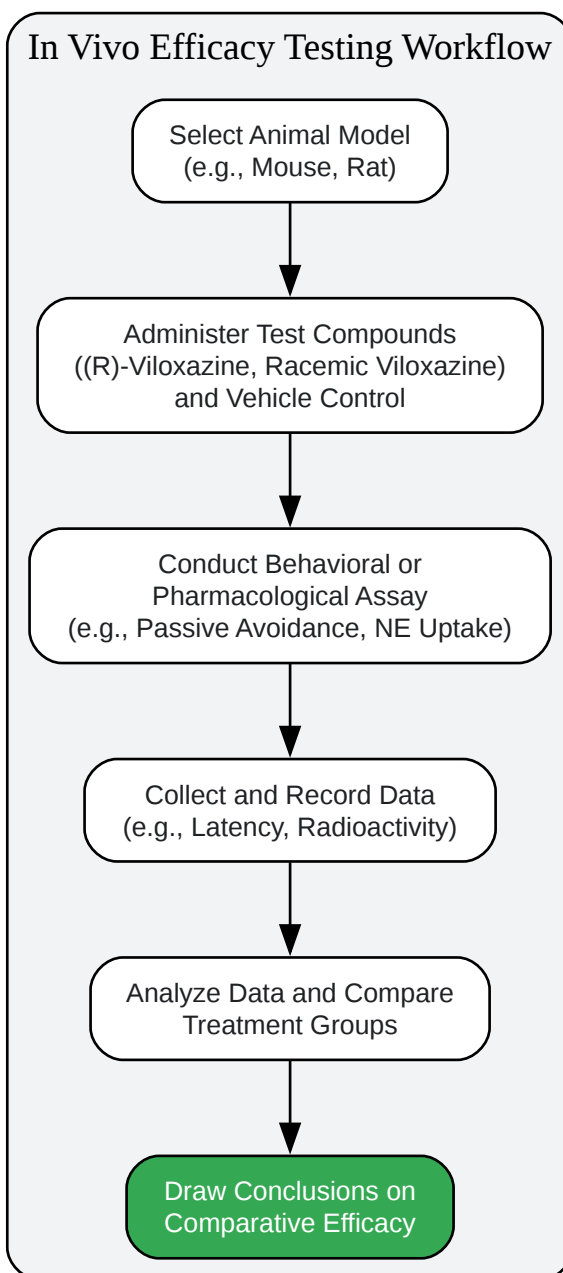 In Vivo Efficacy Testing Workflow
Select Animal Model
(e.g., Mouse, Rat)
Administer Test Compounds
((R)-Viloxazine, Racemic Viloxazine)
and Vehicle Control
Conduct Behavioral or
Pharmacological Assay
(e.g., Passive Avoidance, NE Uptake)
Collect and Record Data
(e.g., Latency, Radioactivity)
Analyze Data and Compare
Treatment Groups
Draw Conclusions on
Comparative Efficacy